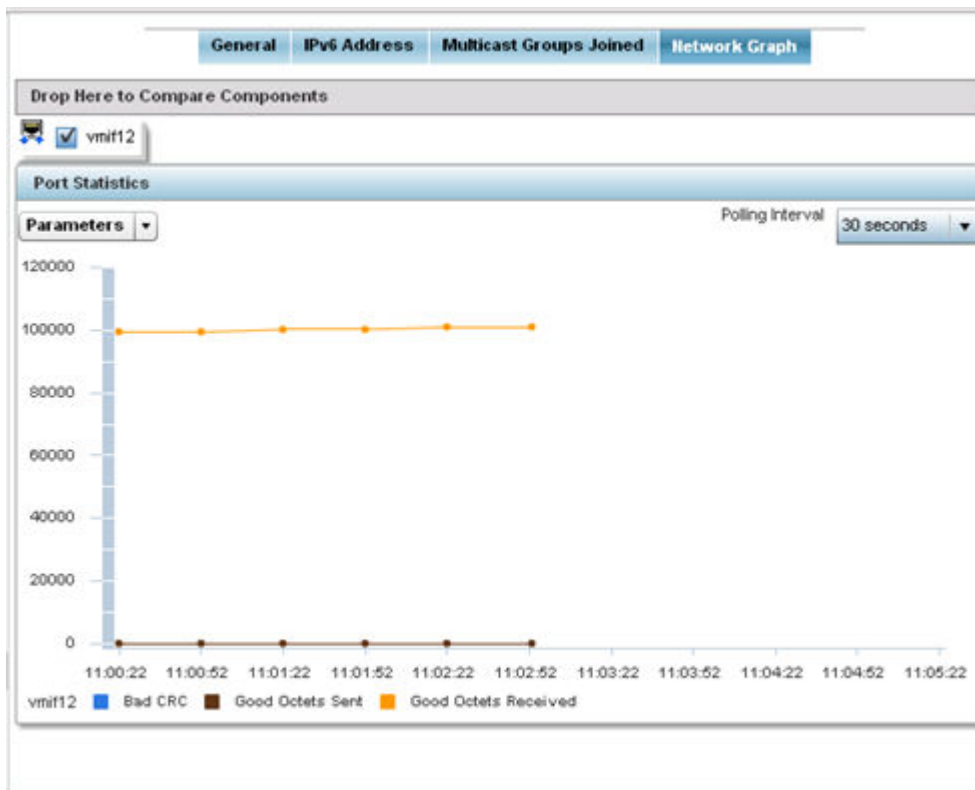 General IPv6 Address Multicast Groups Joined Network Graph
Drop Here to Compare Components
vmif12
Port Statistics
Parameters Polling Interval 30 seconds
120000
100000
80000
60000
40000
20000
0
11:00:22 11:00:52 11:01:22 11:01:52 11:02:22 11:02:52 11:03:22 11:03:52 11:04:22 11:04:52 11:05:22
vmif12 Bad CRC Good Octets Sent Good Octets Received